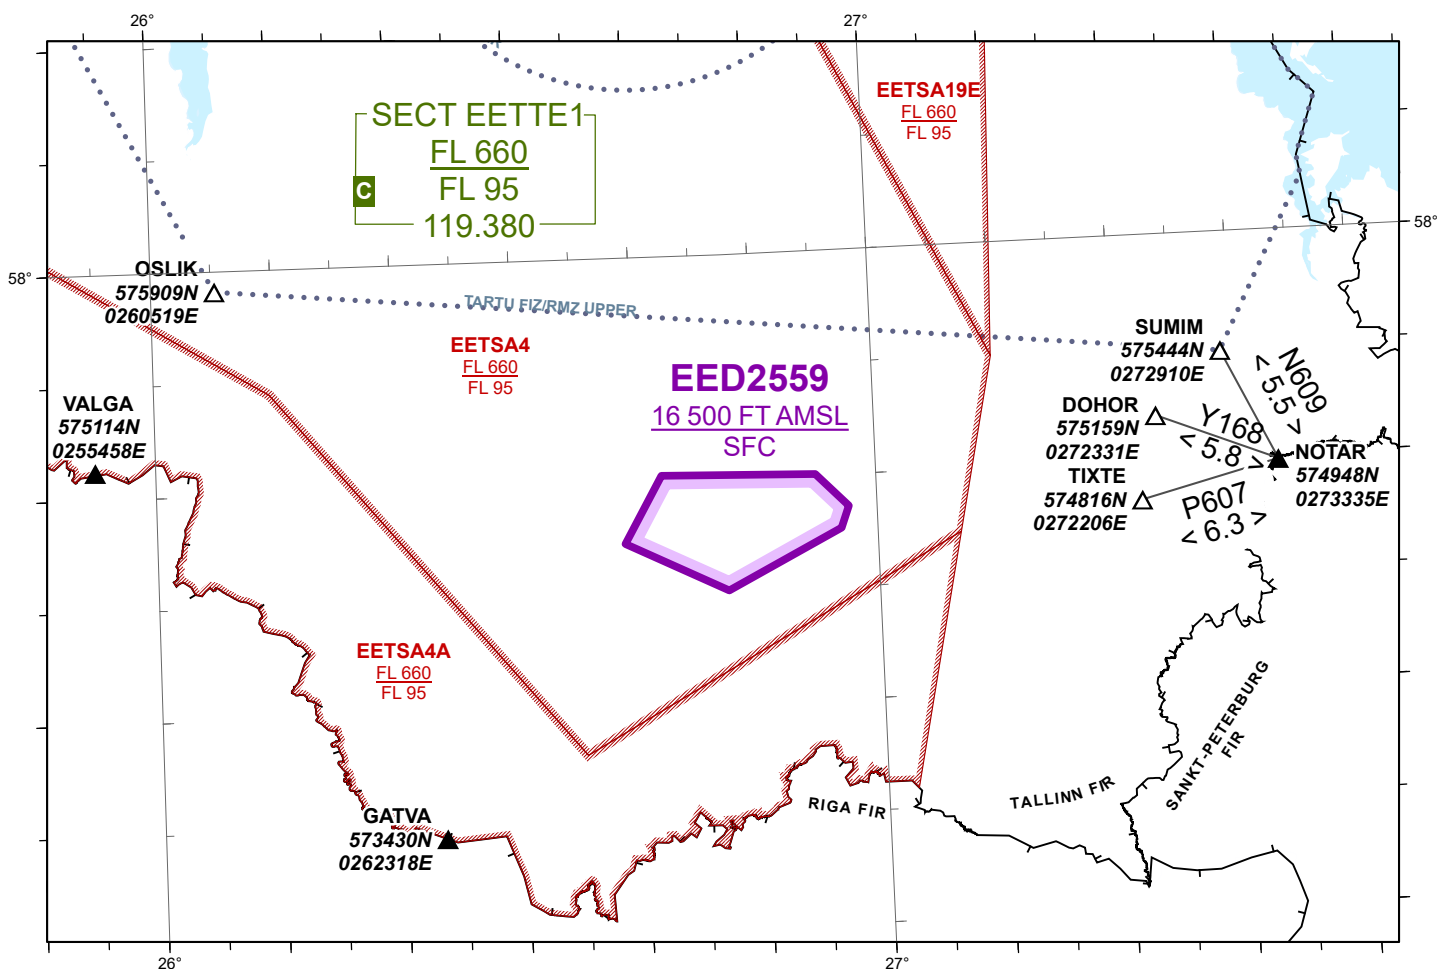 26°
27°
EETSA19E
FL 660
FL 95
SECT EETTE1
FL 660
C
FL 95
119.380
58°
OSLIK
575909N
0260519E
58°
TARTU FIZ/RMZ UPPER
SUMIM
575444N
0272910E
EETSA4
FL 660
FL 95
EED2559
16 500 FT AMSL
SFC
N609
< 5.5 >
VALGA
575114N
0255458E
DOHOR
575159N
0272331E
Y168
< 5.8 >
NOTAR
574948N
0273335E
TIXTE
574816N
0272206E
P607
< 6.3 >
EETSA4A
FL 660
FL 95
SANKT-PETERBURG
FIR
TALLINN FIR
RIGA FIR
GATVA
573430N
0262318E
26°
27°